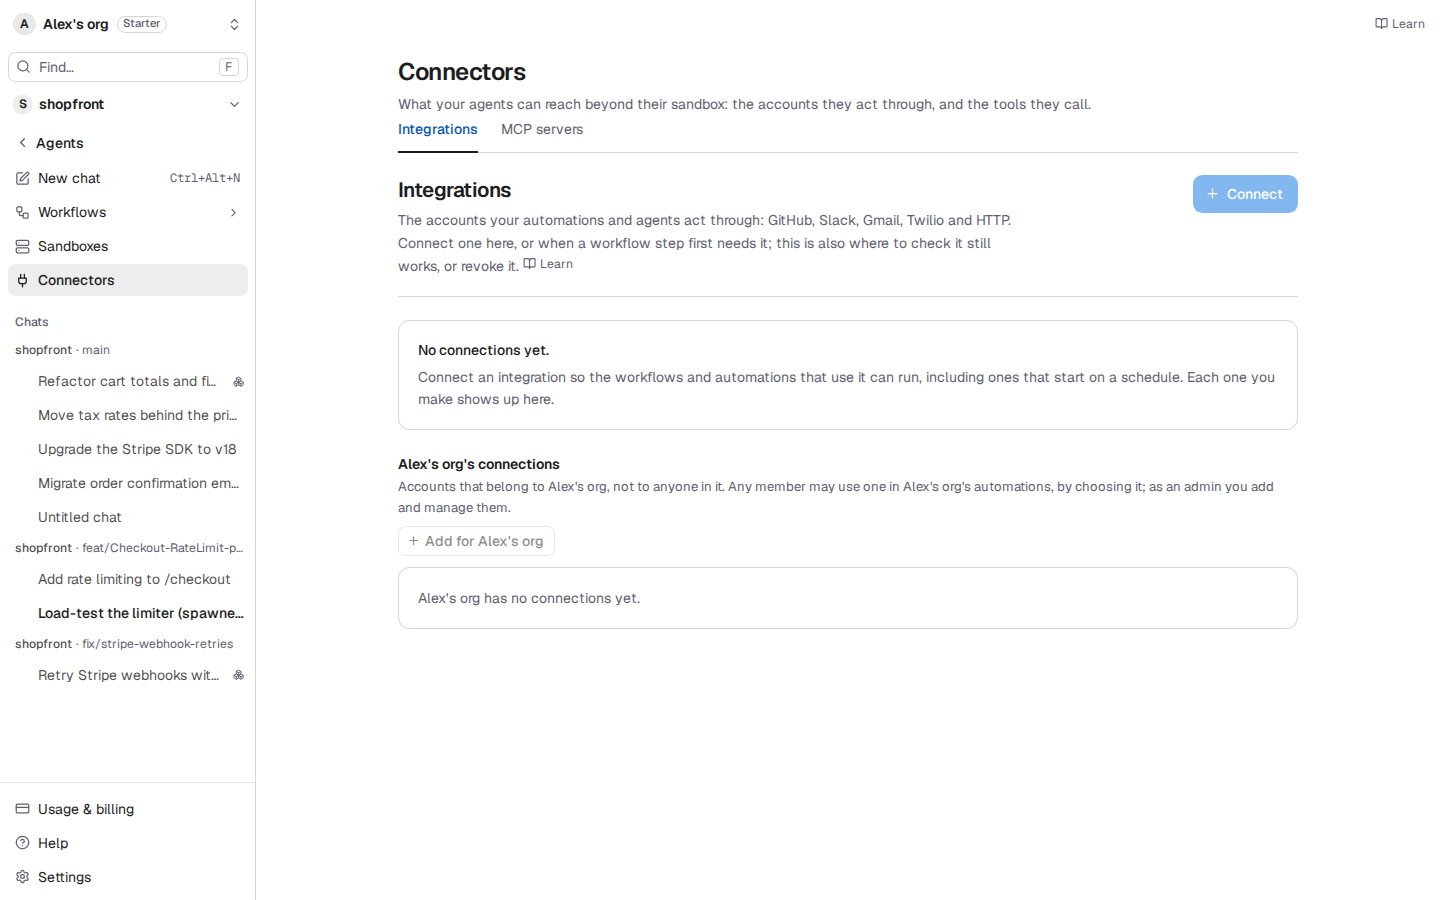 A Alex's org Starter
Find... F
S shopfront
Agents
New chat Ctrl+Alt+N
Workflows
Sandboxes
Connectors
Chats
shopfront · main
Refactor cart totals and fi...
Move tax rates behind the pri...
Upgrade the Stripe SDK to v18
Migrate order confirmation em...
Untitled chat
shopfront · feat/Checkout-RateLimit-p...
Add rate limiting to /checkout
Load-test the limiter (spawne...
shopfront · fix/stripe-webhook-retries
Retry Stripe webhooks wit...
Usage & billing
Help
Settings
Learn
Connectors
What your agents can reach beyond their sandbox: the accounts they act through, and the tools they call.
Integrations MCP servers
Integrations
+ Connect
The accounts your automations and agents act through: GitHub, Slack, Gmail, Twilio and HTTP.
Connect one here, or when a workflow step first needs it; this is also where to check it still
works, or revoke it. Learn
No connections yet.
Connect an integration so the workflows and automations that use it can run, including ones that start on a schedule. Each one you
make shows up here.
Alex's org's connections
Accounts that belong to Alex's org, not to anyone in it. Any member may use one in Alex's org's automations, by choosing it; as an admin you add
and manage them.
+ Add for Alex's org
Alex's org has no connections yet.